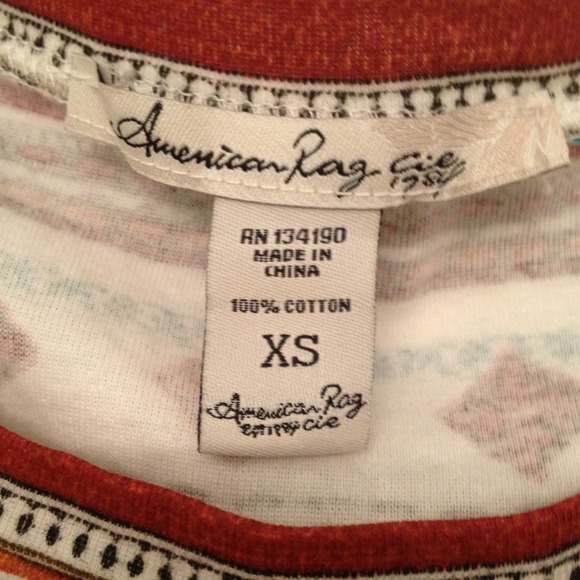 American Rag cie
1984
RN 134190
MADE IN
CHINA
100% COTTON
XS
American Rag
est 1984 cie